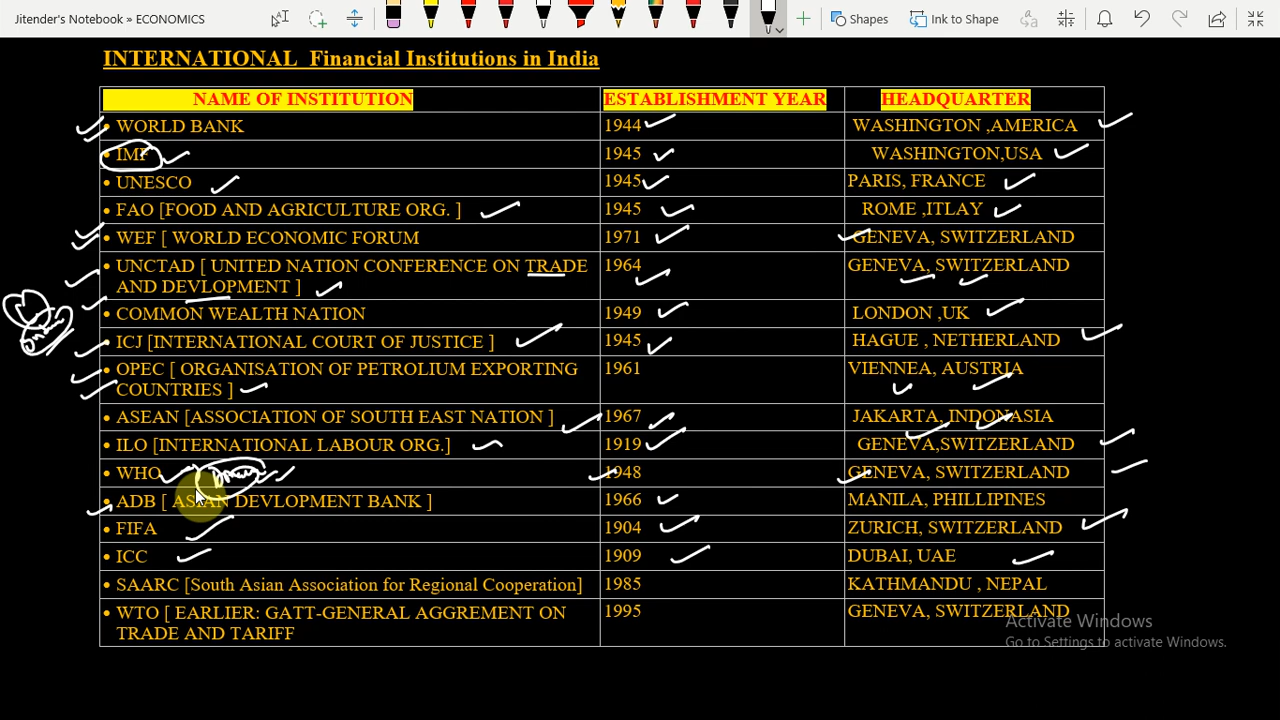 Jitender's Notebook » ECONOMICS
Shapes
Ink to Shape
INTERNATIONAL Financial Institutions in India
NAME OF INSTITUTION ESTABLISHMENT YEAR HEADQUARTER
• WORLD BANK 1944 WASHINGTON ,AMERICA
• IMF 1945 WASHINGTON,USA
• UNESCO 1945 PARIS, FRANCE
• FAO [FOOD AND AGRICULTURE ORG. ] 1945 ROME ,ITLAY
• WEF [ WORLD ECONOMIC FORUM 1971 GENEVA, SWITZERLAND
• UNCTAD [ UNITED NATION CONFERENCE ON TRADE 1964 GENEVA, SWITZERLAND
AND DEVLOPMENT ]
• COMMON WEALTH NATION 1949 LONDON ,UK
• ICJ [INTERNATIONAL COURT OF JUSTICE ] 1945 HAGUE , NETHERLAND
• OPEC [ ORGANISATION OF PETROLIUM EXPORTING 1961 VIENNEA, AUSTRIA
COUNTRIES ]
• ASEAN [ASSOCIATION OF SOUTH EAST NATION ] 1967 JAKARTA, INDONASIA
• ILO [INTERNATIONAL LABOUR ORG.] 1919 GENEVA,SWITZERLAND
• WHO 1948 GENEVA, SWITZERLAND
• ADB [ ASIAN DEVLOPMENT BANK ] 1966 MANILA, PHILLIPINES
• FIFA 1904 ZURICH, SWITZERLAND
• ICC 1909 DUBAI, UAE
• SAARC [South Asian Association for Regional Cooperation] 1985 KATHMANDU , NEPAL
• WTO [ EARLIER: GATT-GENERAL AGGREMENT ON 1995 GENEVA, SWITZERLAND
TRADE AND TARIFF
Activate Windows
Go to Settings to activate Windows.